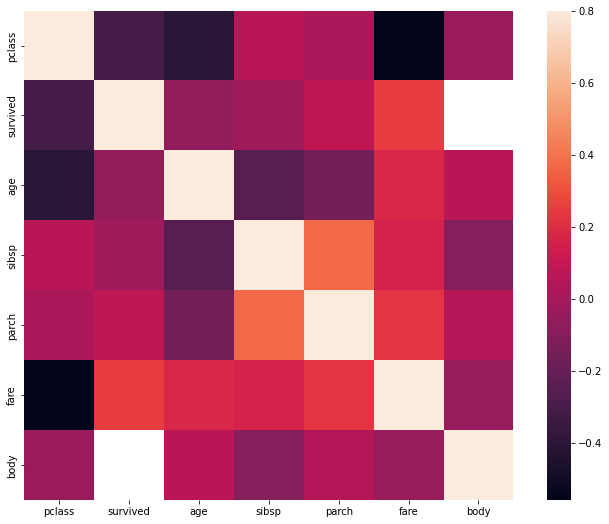 pclass
survived
age
sibsp
parch
fare
body
pclass survived age sibsp parch fare body
0.8
0.6
0.4
0.2
0.0
−0.2
−0.4